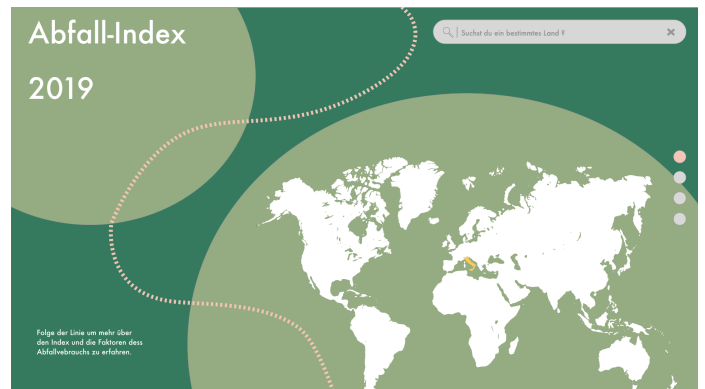 Abfall-Index
2019
Suchst du ein bestimmtes Land ?
Folge der Linie um mehr über
den Index und die Faktoren dess
Abfallvebrauchs zu erfahren.